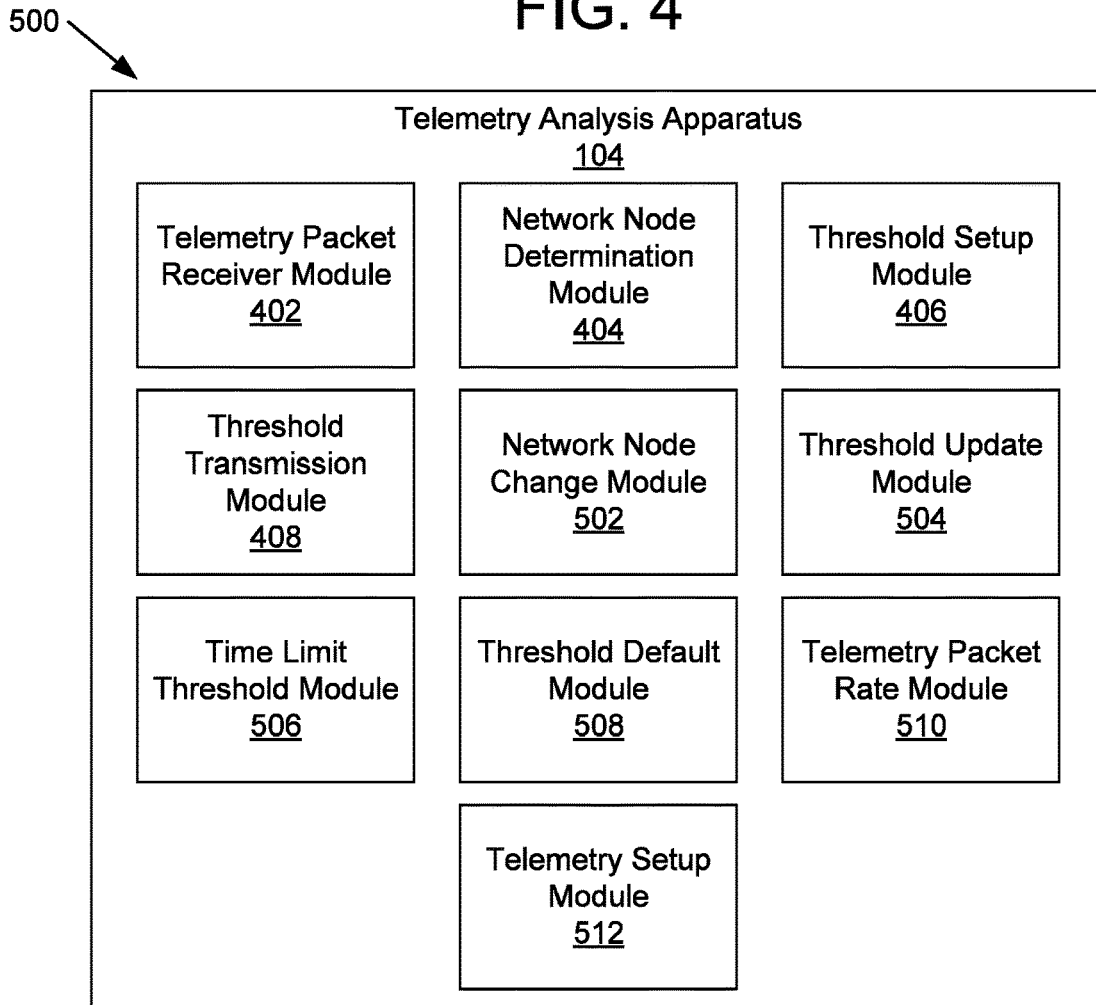 FIG. 4
500
Telemetry Analysis Apparatus
104
Telemetry Packet
Receiver Module
402
Network Node
Determination
Module
404
Threshold Setup
Module
406
Threshold
Transmission
Module
408
Network Node
Change Module
502
Threshold Update
Module
504
Time Limit
Threshold Module
506
Threshold Default
Module
508
Telemetry Packet
Rate Module
510
Telemetry Setup
Module
512